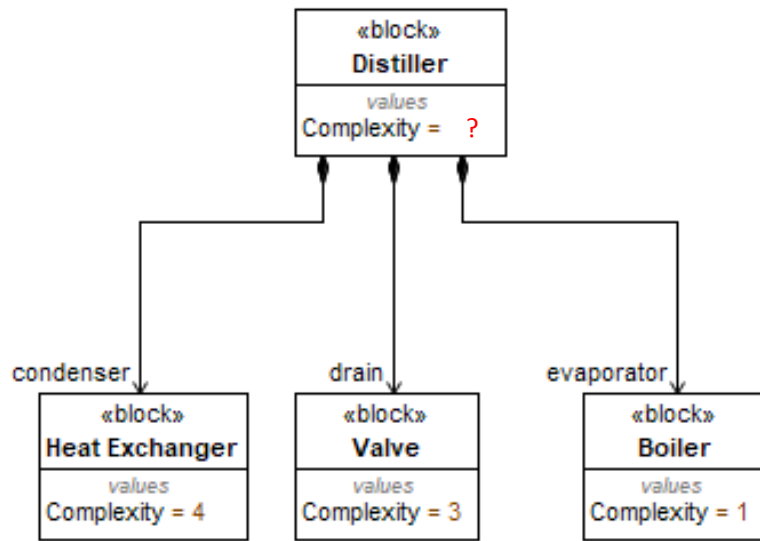 «block»
Distiller
values
Complexity = ?
condenser
drain
evaporator
«block»
Heat Exchanger
values
Complexity = 4
«block»
Valve
values
Complexity = 3
«block»
Boiler
values
Complexity = 1